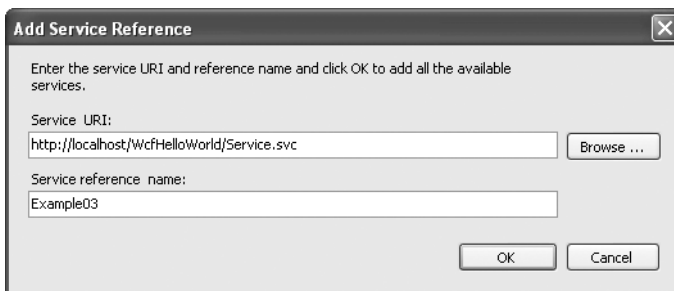 Add Service Reference
Enter the service URI and reference name and click OK to add all the available
services.
Service URI:
http://localhost/WcfHelloWorld/Service.svc
Browse ...
Service reference name:
Example03
OK
Cancel